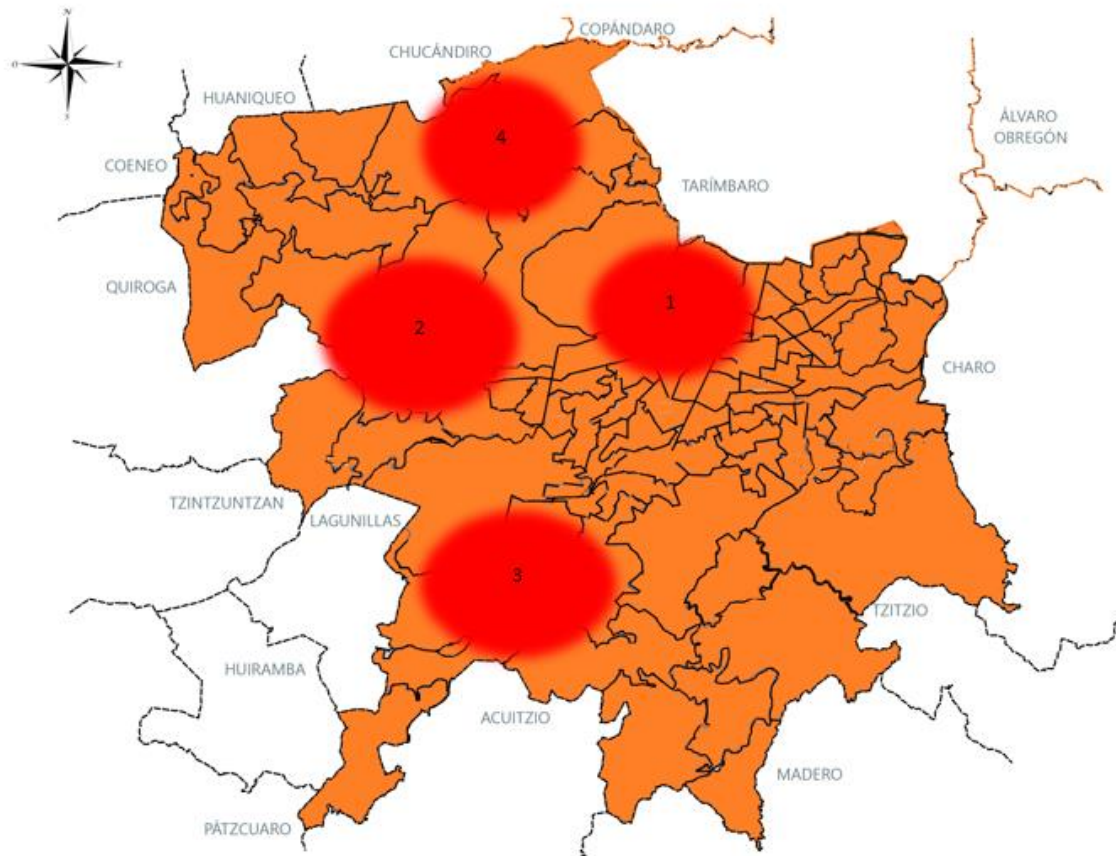 N
COPÁNDARO
CHUCÁNDIRO
O
E
HUANIQUEO
S
ÁLVARO
OBREGÓN
4
COENEO
TARÍMBARO
QUIROGA
1
2
CHARO
TZINTZUNTZAN
LAGUNILLAS
3
TZITZIO
HUIRAMBA
ACUITZIO
MADERO
PÁTZCUARO